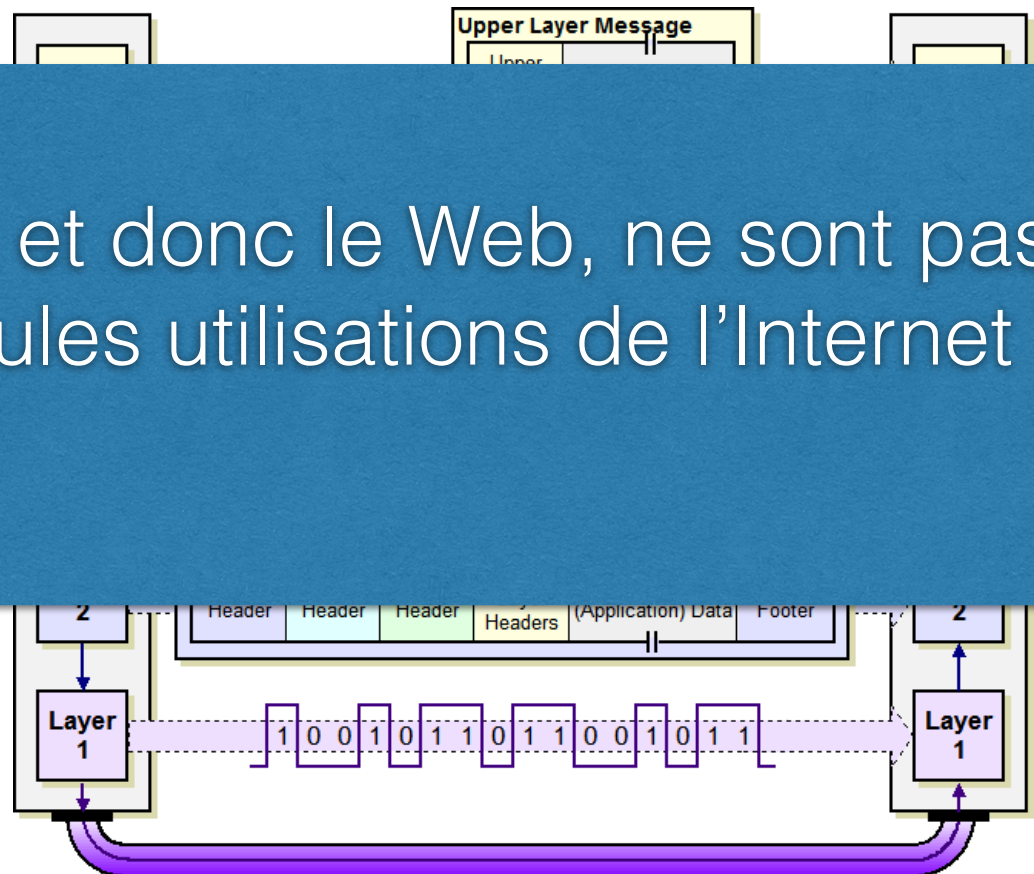 Upper Layer Message
Upper
et donc le Web, ne sont pas
ules utilisations de l’Internet
2
Header Header Header Headers (Application) Data Footer
2
Layer
1
1 0 0 1 0 1 1 0 1 1 0 0 1 0 1 1
Layer
1